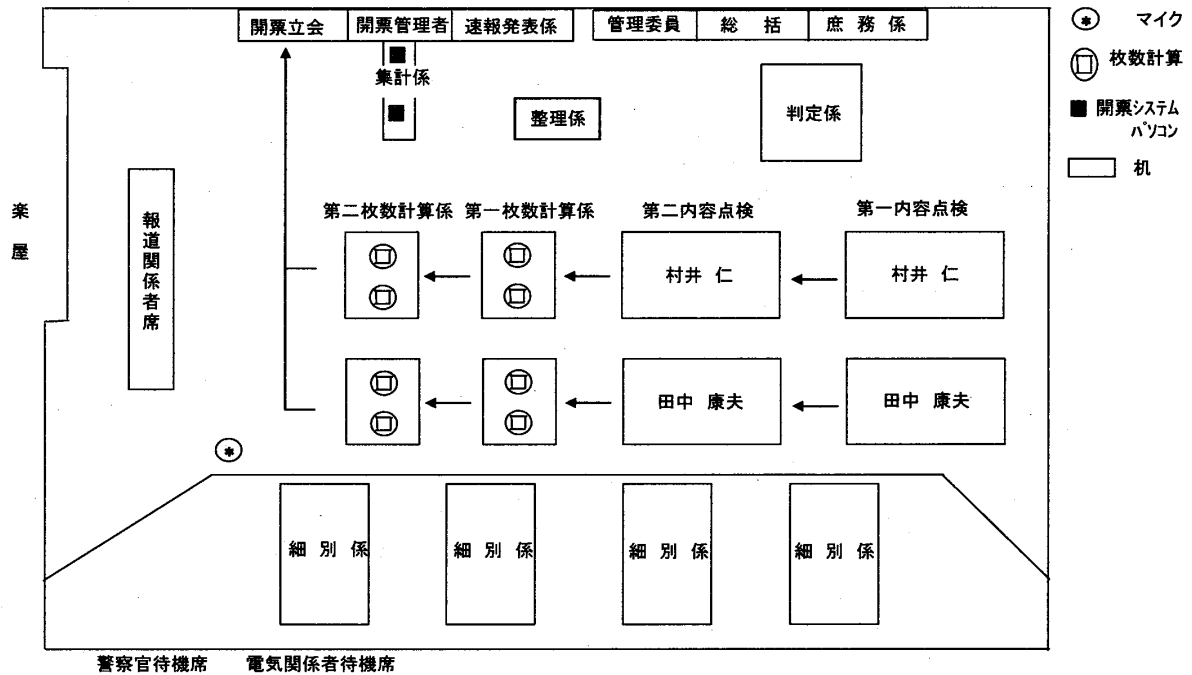 開票立会 開票管理者 速報発表係 管理委員 総 括 庶 務 係
マイク
枚数計算
開票システム
パソコン
机
集計係
整理係
判定係
楽屋
報道関係者席
第二枚数計算係 第一枚数計算係 第二内容点検 第一内容点検
村井 仁 村井 仁
田中 康夫 田中 康夫
細 別 係 細 別 係 細 別 係 細 別 係
警察官待機席 電気関係者待機席